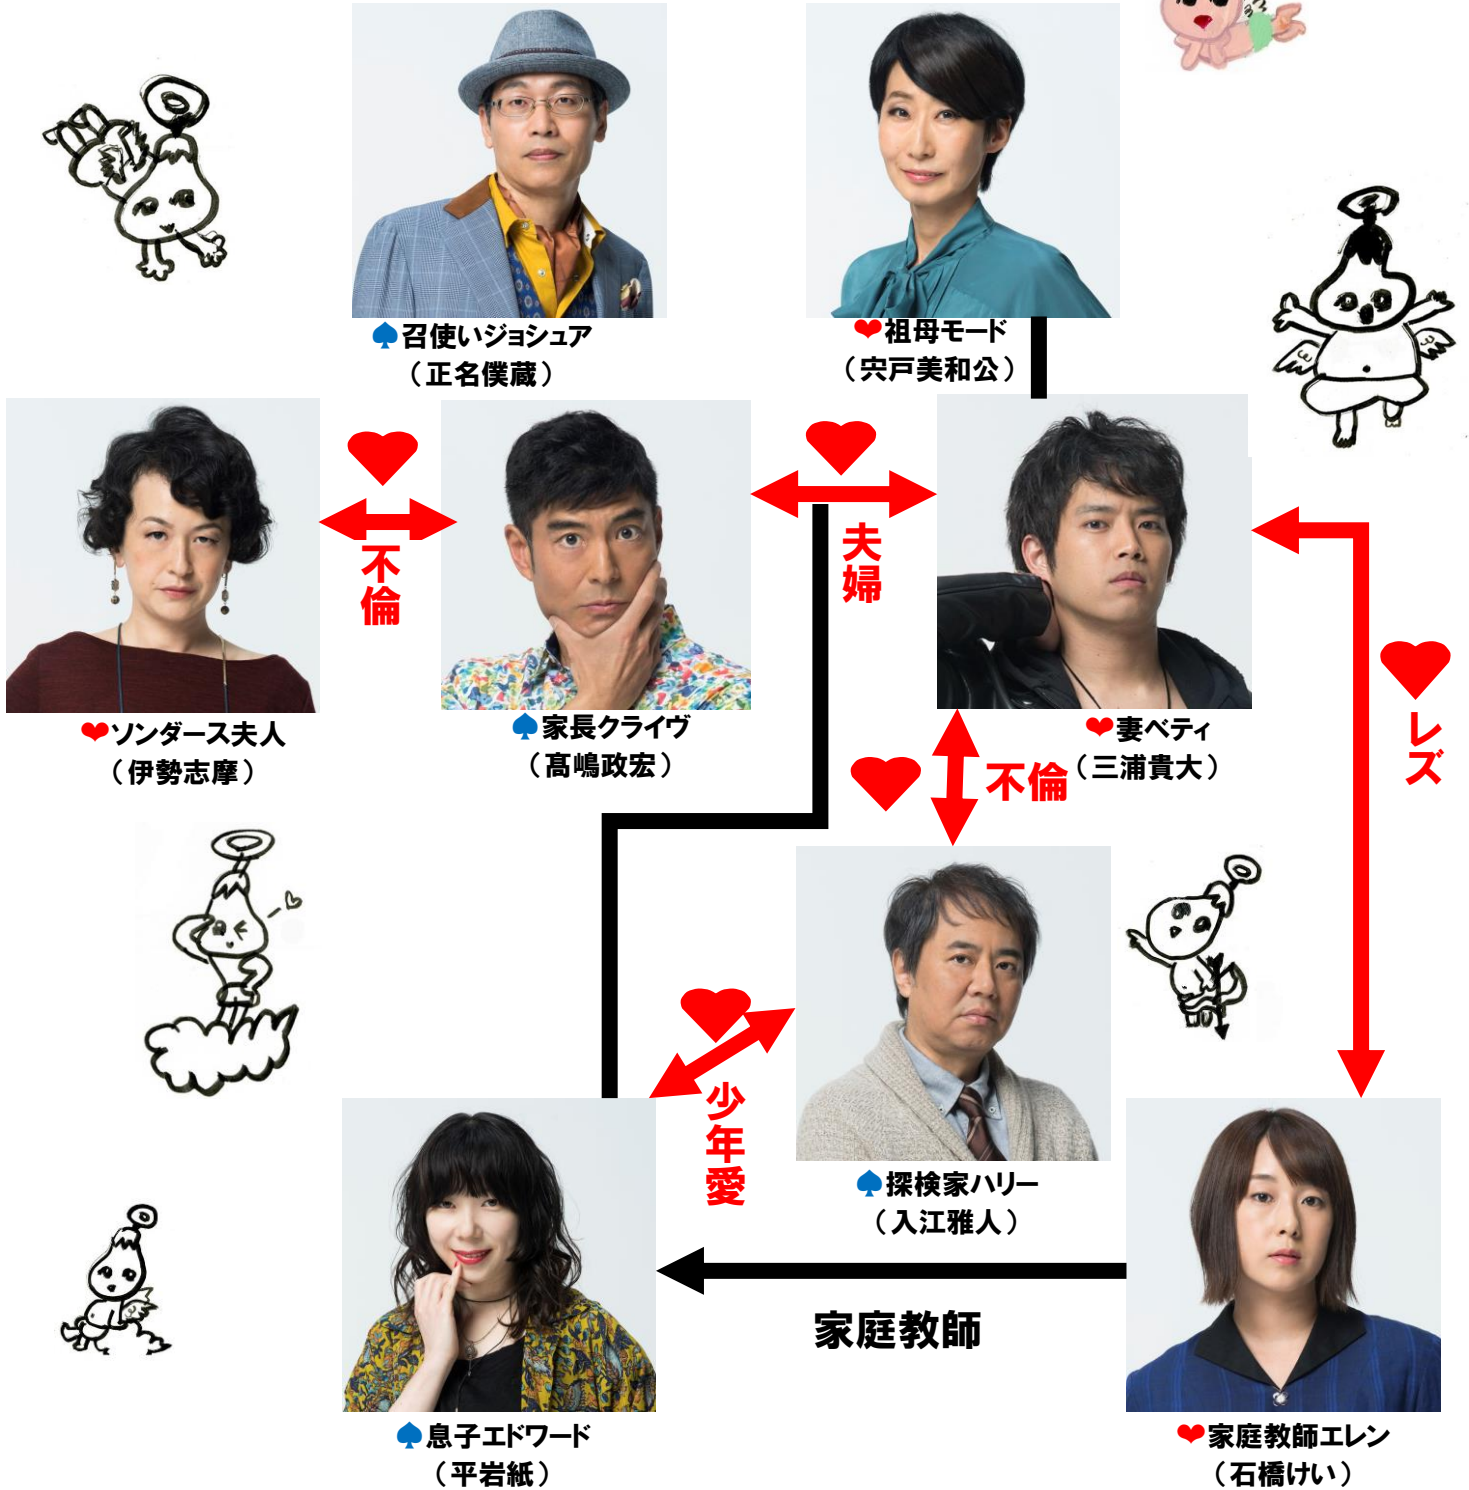 召使いジョシュア
（正名僕蔵）
祖母モード
（宍戸美和公）
不倫
夫婦
ソンダース夫人
（伊勢志摩）
家長クライヴ
（髙嶋政宏）
妻ベティ
（三浦貴大）
レズ
不倫
少年愛
探検家ハリー
（入江雅人）
家庭教師
息子エドワード
（平岩紙）
家庭教師エレン
（石橋けい）